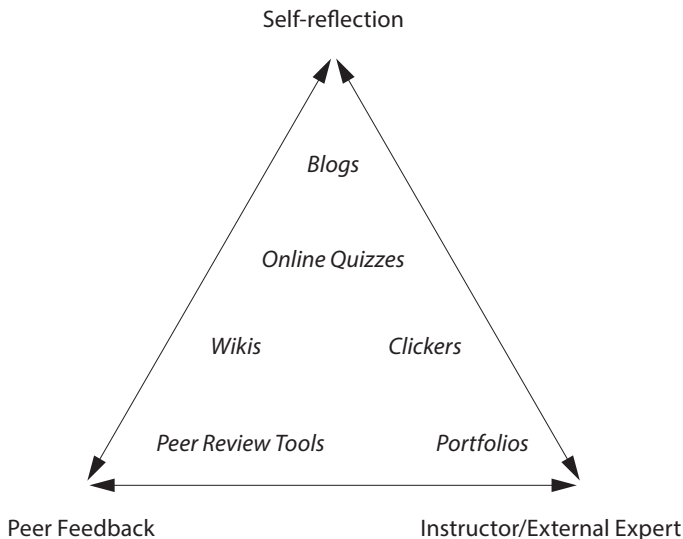 Self-reflection
Blogs
Online Quizzes
Wikis Clickers
Peer Review Tools Portfolios
Peer Feedback Instructor/External Expert